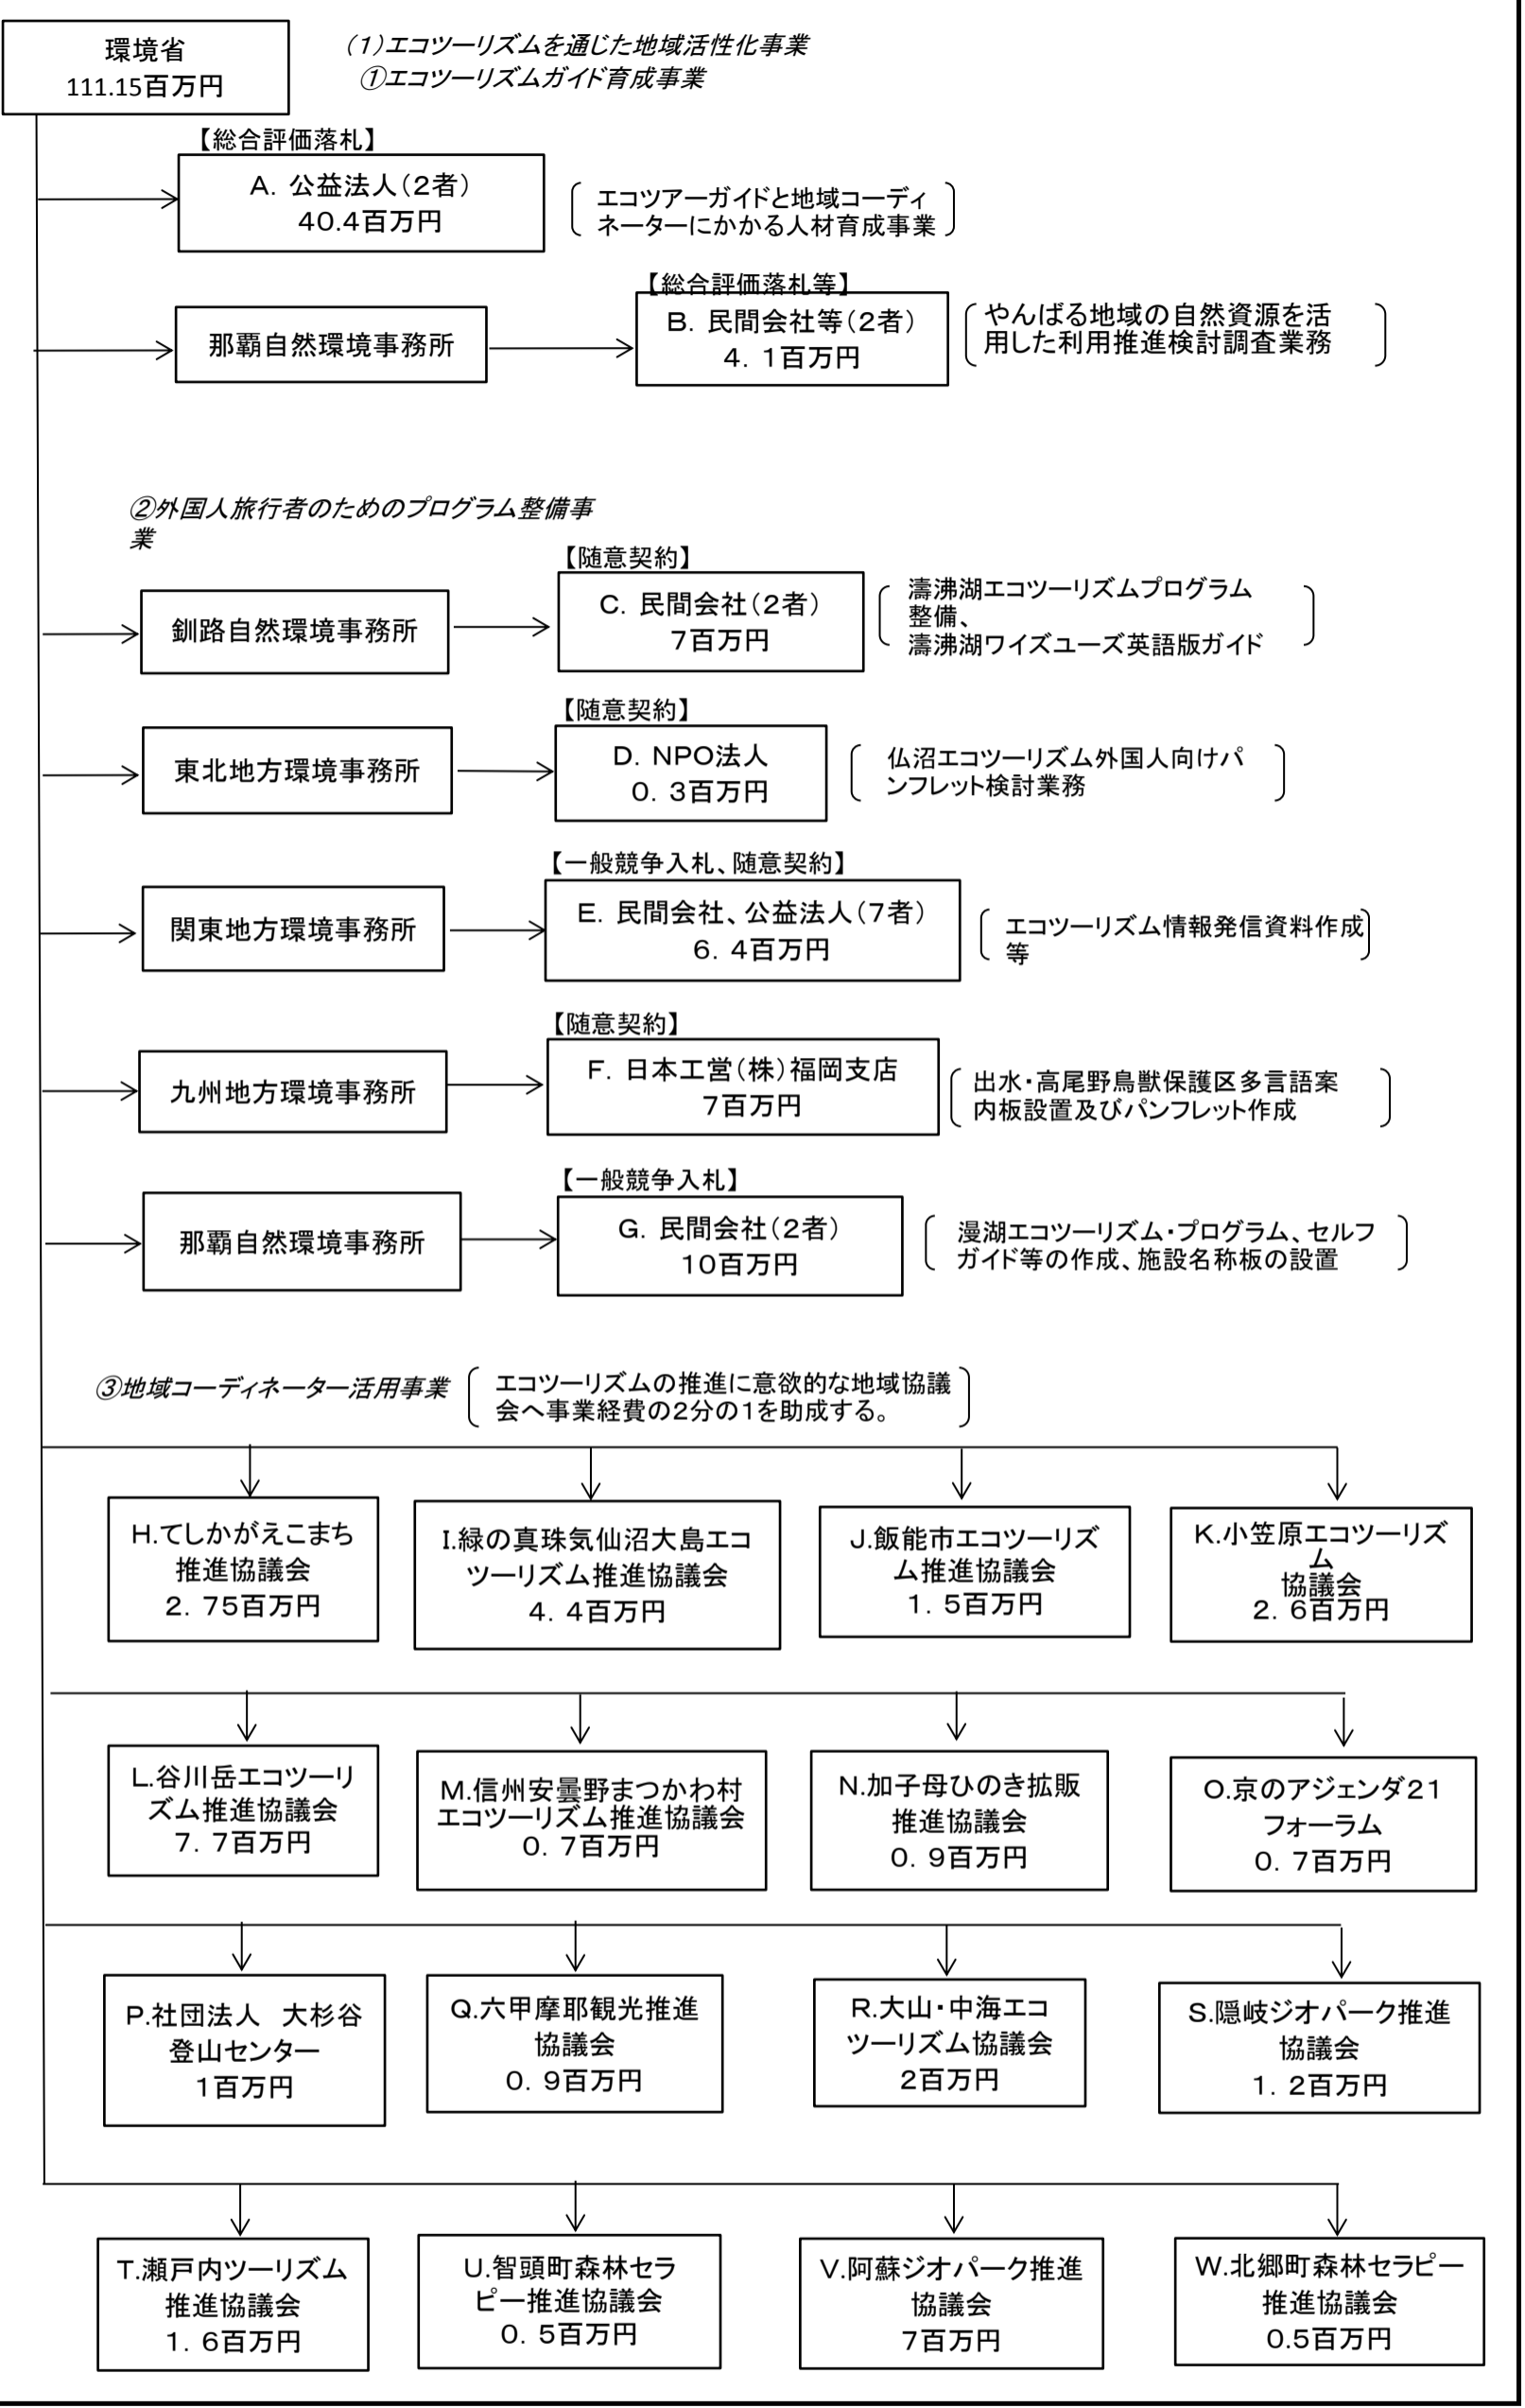 環境省
111.15百万円
（1）エコツーリズムを通じた地域活性化事業
①エコツーリズムガイド育成事業
【総合評価落札】
A. 公益法人（2者）
40.4百万円
エコツアーガイドと地域コーディ
ネーターにかかる人材育成事業
那覇自然環境事務所
【総合評価落札等】
B. 民間会社等（2者）
4. 1百万円
やんばる地域の自然資源を活
用した利用推進検討調査業務
②外国人旅行者のためのプログラム整備事
業
釧路自然環境事務所
【随意契約】
C. 民間会社（2者）
7百万円
濤沸湖エコツーリズムプログラム
整備、
濤沸湖ワイズユーズ英語版ガイド
東北地方環境事務所
【随意契約】
D. NPO法人
0. 3百万円
仏沼エコツーリズム外国人向けパ
ンフレット検討業務
関東地方環境事務所
【一般競争入札、随意契約】
E. 民間会社、公益法人（7者）
6. 4百万円
エコツーリズム情報発信資料作成
等
九州地方環境事務所
【随意契約】
F. 日本工営（株）福岡支店
7百万円
出水・高尾野鳥獣保護区多言語案
内板設置及びパンフレット作成
那覇自然環境事務所
【一般競争入札】
G. 民間会社（2者）
10百万円
漫湖エコツーリズム・プログラム、セルフ
ガイド等の作成、施設名称板の設置
③地域コーディネーター活用事業
エコツーリズムの推進に意欲的な地域協議
会へ事業経費の2分の1を助成する。
H.てしかがえこまち
推進協議会
2. 75百万円
I.緑の真珠気仙沼大島エコ
ツーリズム推進協議会
4. 4百万円
J.飯能市エコツーリズ
ム推進協議会
1. 5百万円
K.小笠原エコツーリズ
ム
協議会
2. 6百万円
L.谷川岳エコツーリ
ズム推進協議会
7. 7百万円
M.信州安曇野まつかわ村
エコツーリズム推進協議会
0. 7百万円
N.加子母ひのき拡販
推進協議会
0. 9百万円
O.京のアジェンダ21
フォーラム
0. 7百万円
P.社団法人　大杉谷
登山センター
1百万円
Q.六甲摩耶観光推進
協議会
0. 9百万円
R.大山・中海エコ
ツーリズム協議会
2百万円
S.隠岐ジオパーク推進
協議会
1. 2百万円
T.瀬戸内ツーリズム
推進協議会
1. 6百万円
U.智頭町森林セラ
ピー推進協議会
0. 5百万円
V.阿蘇ジオパーク推進
協議会
7百万円
W.北郷町森林セラピー
推進協議会
0.5百万円